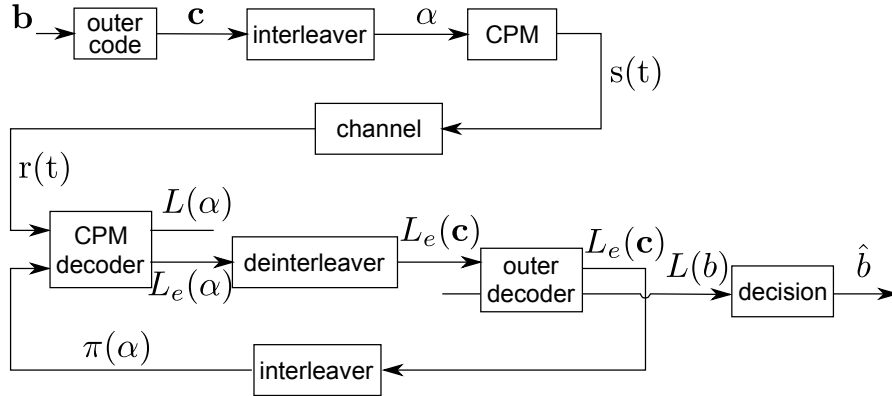 b
outer
code
c
interleaver
α
CPM
s(t)
channel
r(t)
CPM
decoder
L(α)
L_e(α)
deinterleaver
L_e(c)
outer
decoder
L_e(c)
L(b)
decision
b̂
π(α)
interleaver